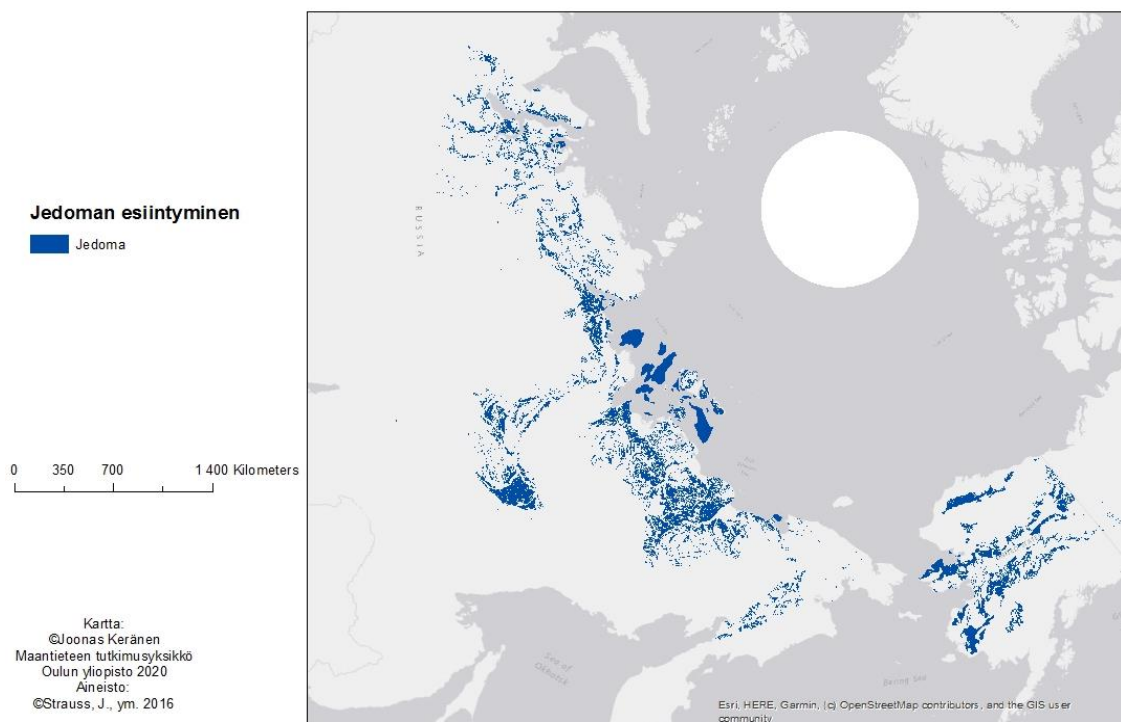 Jedoman esiintyminen
Jedoma
0 350 700 1 400 Kilometers
Kartta:
©Joonas Keränen
Maantieteen tutkimusyksikkö
Oulun yliopisto 2020
Aineisto:
©Strauss, J., ym. 2016
RUSSIA
Sea of
Okhotsk
Bering Sea
Esri, HERE, Garmin, (c) OpenStreetMap contributors, and the GIS user
community